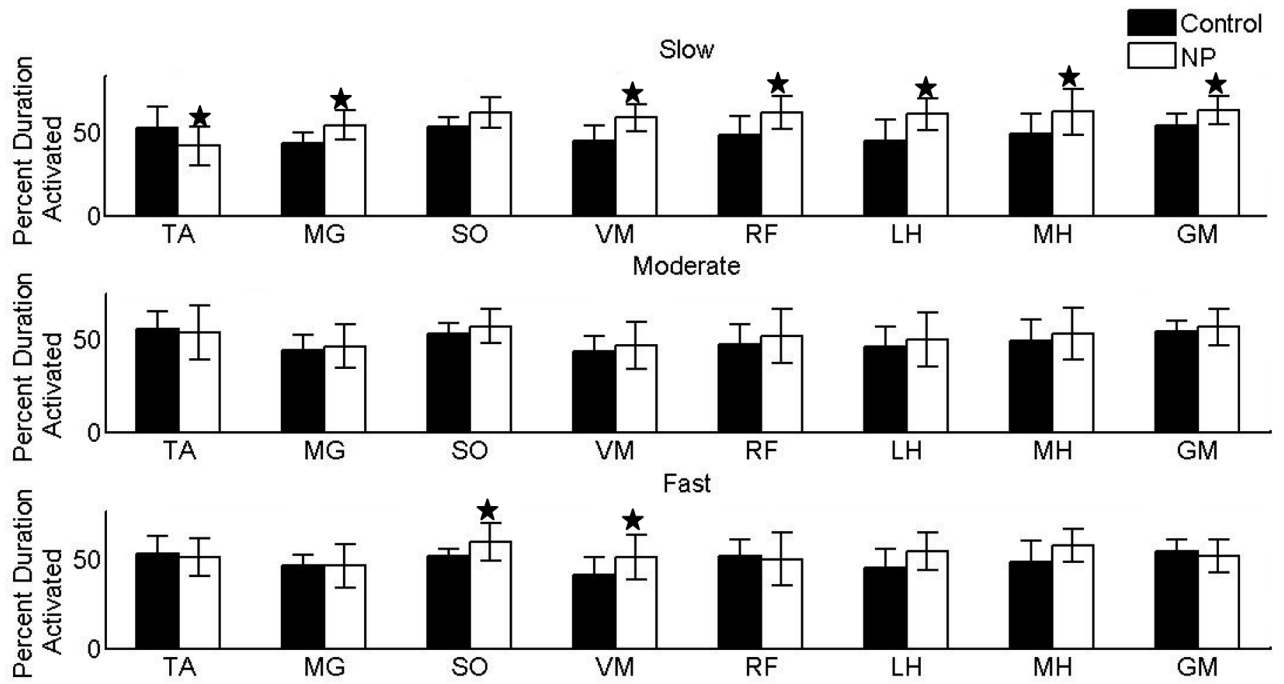 Control
NP
Slow
Percent Duration
Activated
50
0
TA MG SO VM RF LH MH GM
Moderate
Percent Duration
Activated
50
0
TA MG SO VM RF LH MH GM
Fast
Percent Duration
Activated
50
0
TA MG SO VM RF LH MH GM